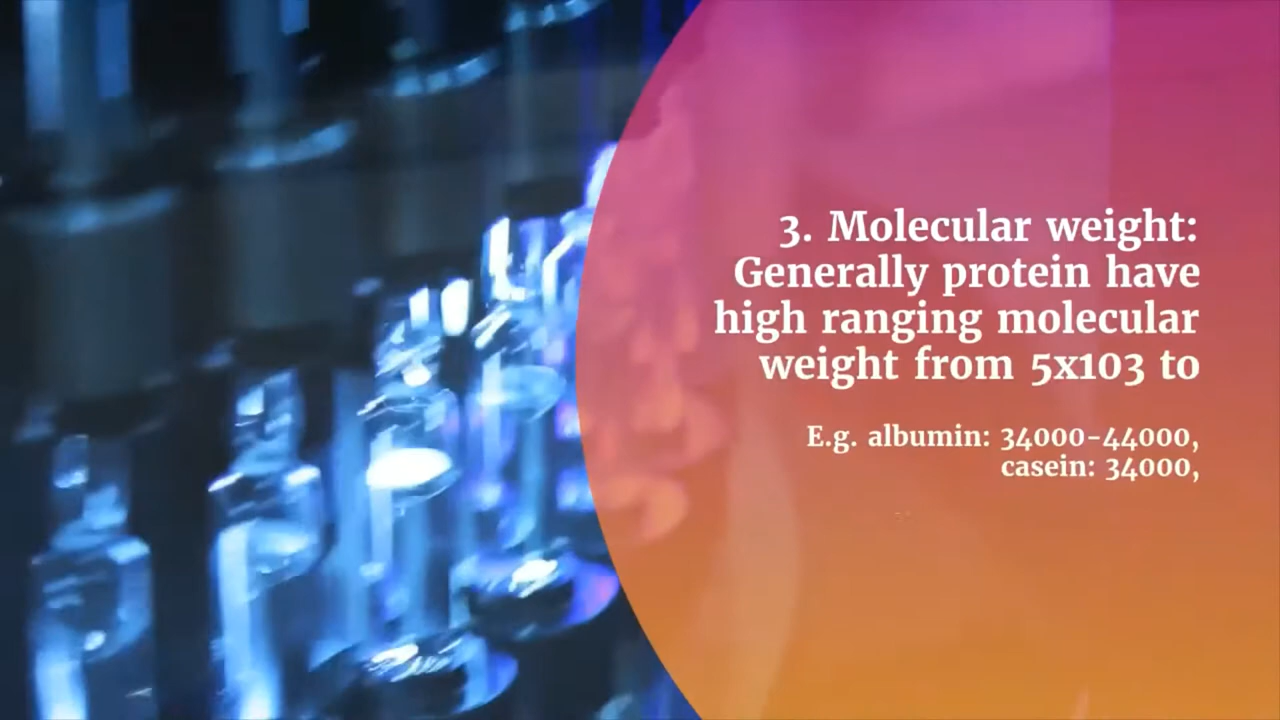 3. Molecular weight:
Generally protein have
high ranging molecular
weight from 5x103 to
E.g. albumin: 34000-44000,
casein: 34000,